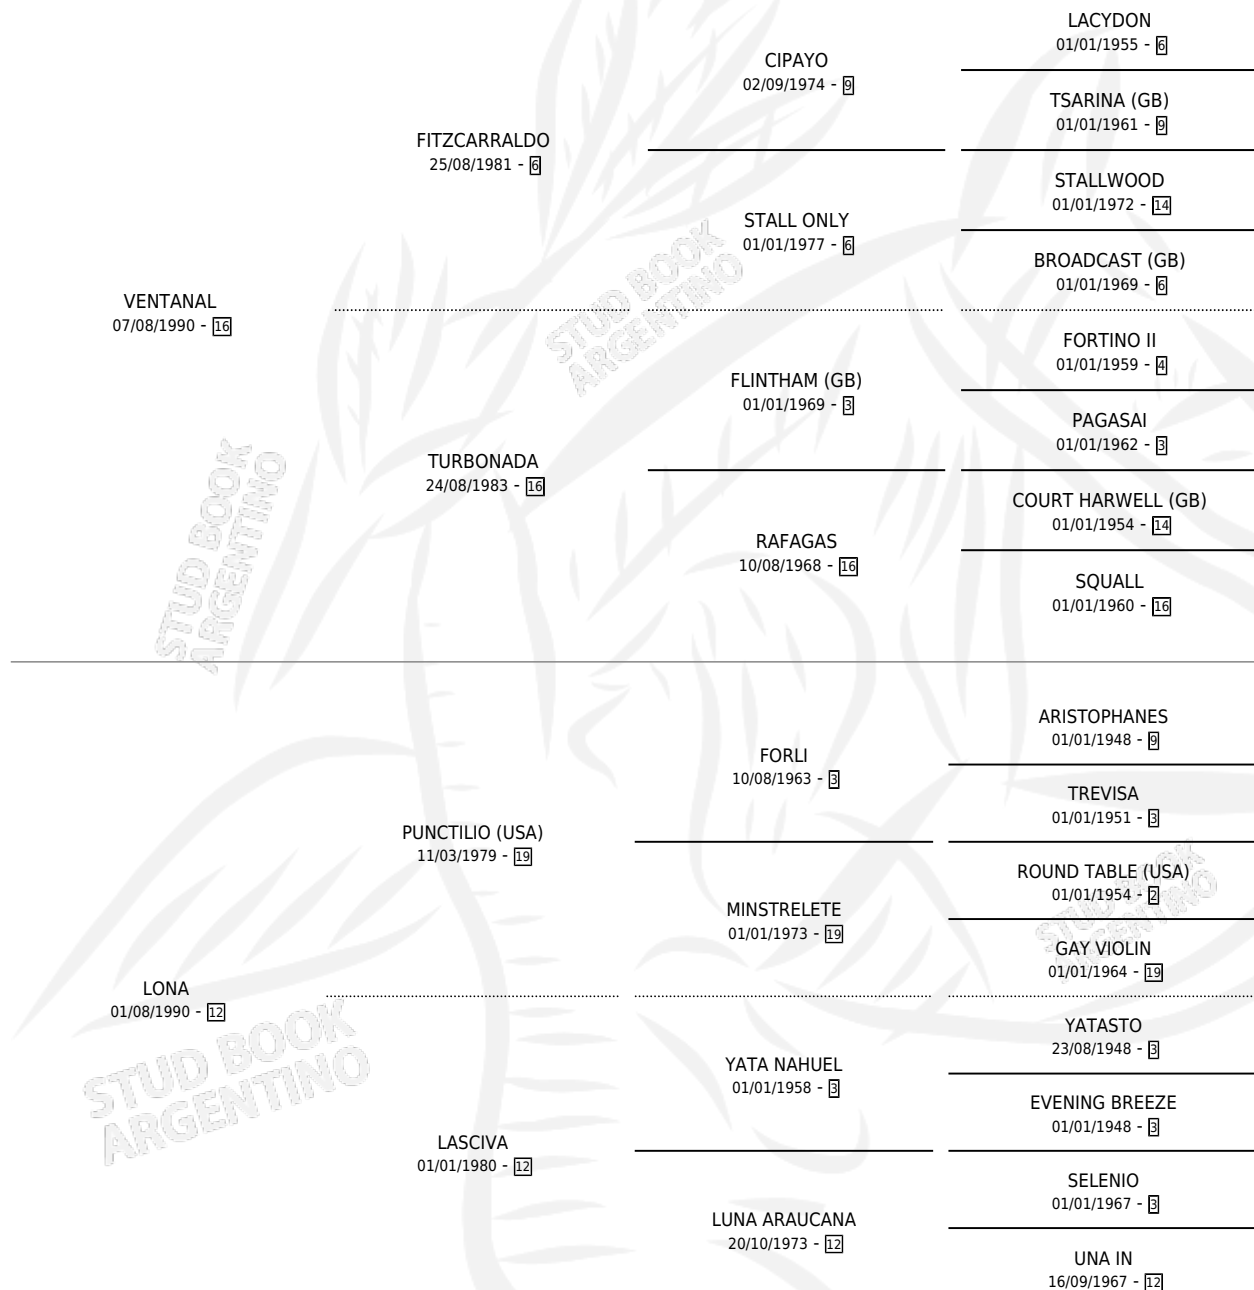 LACYDON
01/01/1955 - 6
CIPAYO
02/09/1974 - 9
TSARINA (GB)
01/01/1961 - 9
FITZCARRALDO
25/08/1981 - 6
STALLWOOD
01/01/1972 - 14
STALL ONLY
01/01/1977 - 6
BROADCAST (GB)
01/01/1969 - 6
VENTANAL
07/08/1990 - 16
FORTINO II
01/01/1959 - 4
FLINTHAM (GB)
01/01/1969 - 3
PAGASAI
01/01/1962 - 3
TURBONADA
24/08/1983 - 16
COURT HARWELL (GB)
01/01/1954 - 14
RAFAGAS
10/08/1968 - 16
SQUALL
01/01/1960 - 16
ARISTOPHANES
01/01/1948 - 9
FORLI
10/08/1963 - 3
TREVISA
01/01/1951 - 3
PUNCTILIO (USA)
11/03/1979 - 19
ROUND TABLE (USA)
01/01/1954 - 2
MINSTRELETE
01/01/1973 - 19
GAY VIOLIN
01/01/1964 - 19
LONA
01/08/1990 - 12
YATASTO
23/08/1948 - 3
YATA NAHUEL
01/01/1958 - 3
EVENING BREEZE
01/01/1948 - 3
LASCIVA
01/01/1980 - 12
SELENIO
01/01/1967 - 3
LUNA ARAUCANA
20/10/1973 - 12
UNA IN
16/09/1967 - 12
STUD BOOK
ARGENTINO
STUD BOOK
ARGENTINO
STUD BOOK
ARGENTINO
STUD BOOK
ARGENTINO